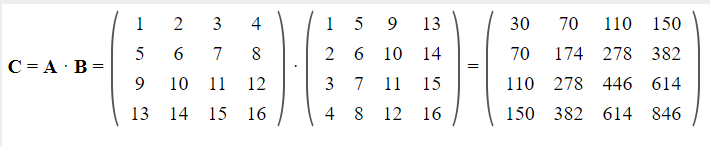 1 2 3 4 1 5 9 13 30 70 110 150
5 6 7 8 2 6 10 14 70 174 278 382
C = A · B = ( ) · ( ) = ( )
9 10 11 12 3 7 11 15 110 278 446 614
13 14 15 16 4 8 12 16 150 382 614 846